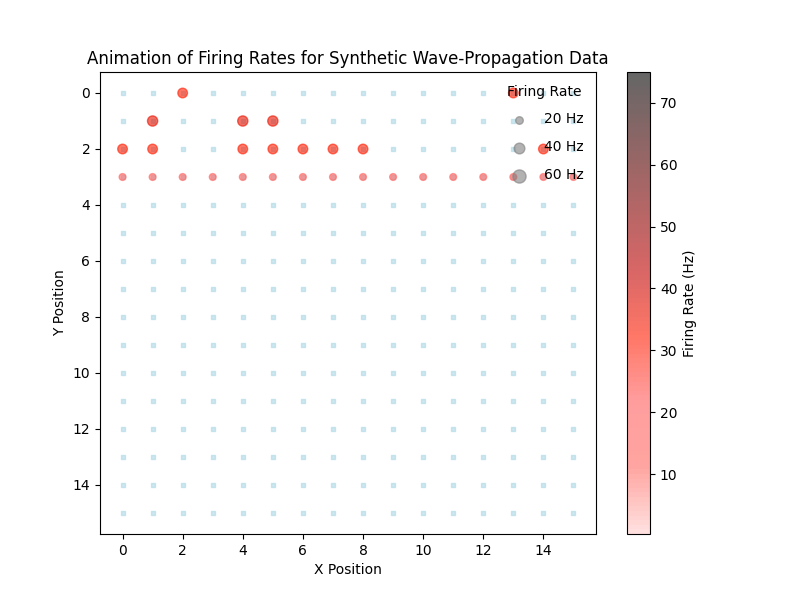 Animation of Firing Rates for Synthetic Wave-Propagation Data
Firing Rate
20 Hz
40 Hz
60 Hz
0
2
4
6
8
10
12
14
Y Position
0 2 4 6 8 10 12 14
X Position
70
60
50
40
30
20
10
Firing Rate (Hz)